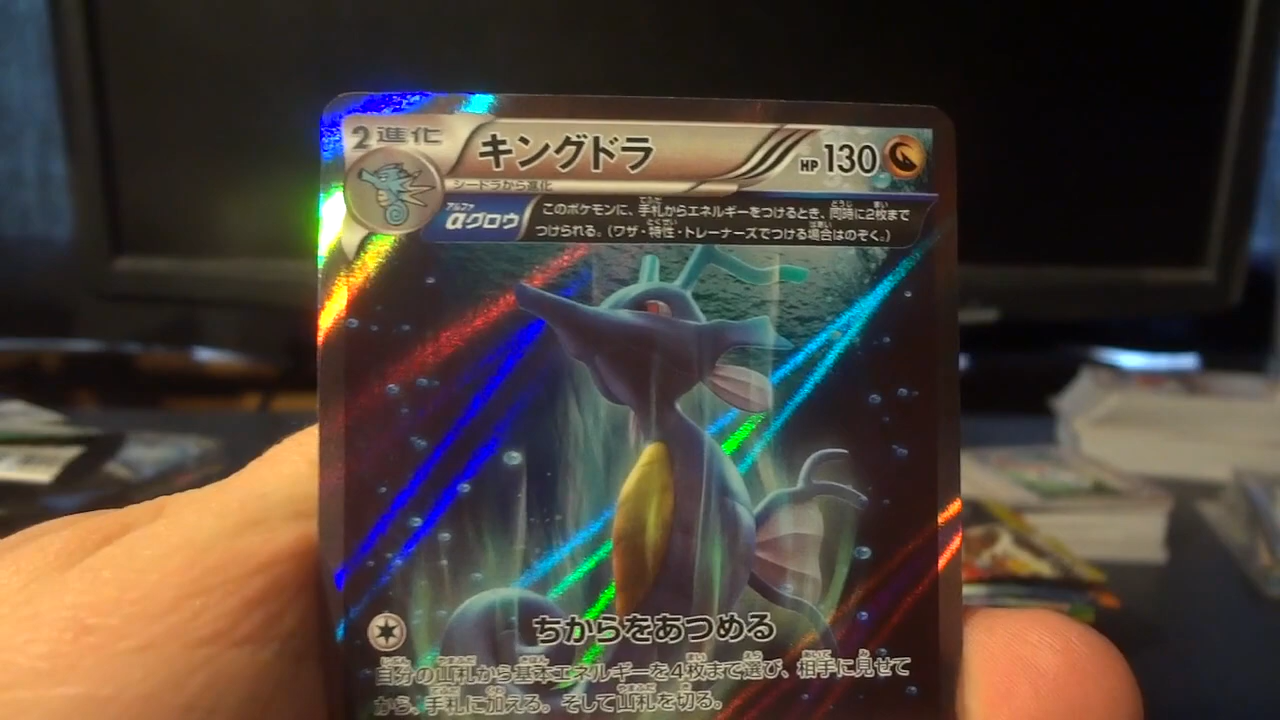 2進化
キングドラ
HP 130
シードラから進化
アルファ
αグロウ
このポケモンに、手札からエネルギーをつけるとき、同時に2枚まで
つけられる。(ワザ・特性・トレーナーズでつける場合はのぞく。)
ちからをあつめる
自分の山札から基本エネルギーを4枚まで選び、相手に見せて
から、手札に加える。そして山札を切る。